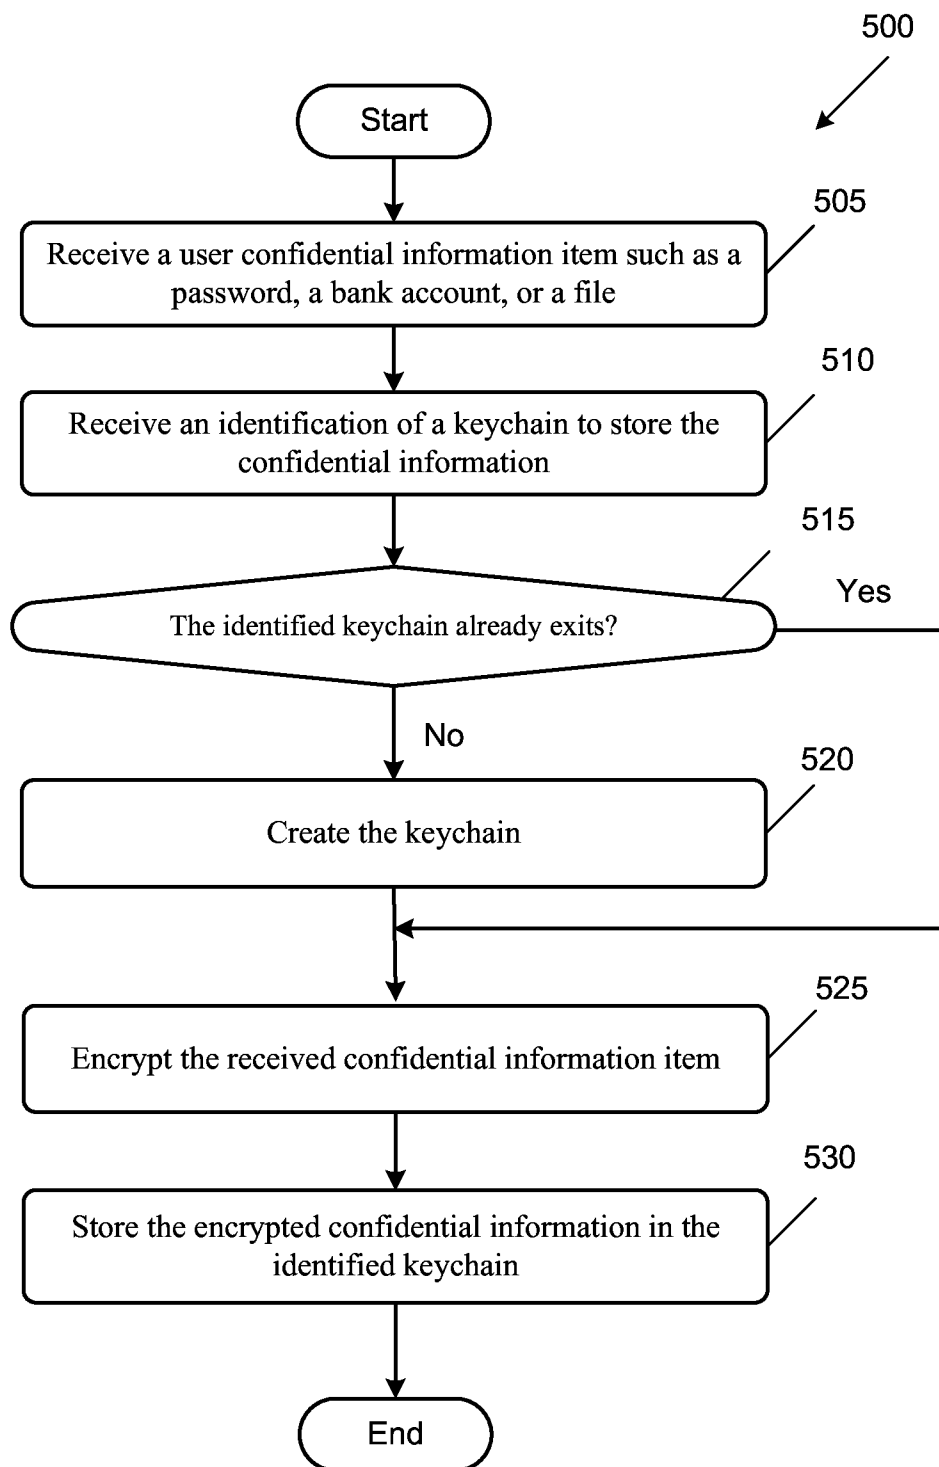 500
Start
505
Receive a user confidential information item such as a
password, a bank account, or a file
510
Receive an identification of a keychain to store the
confidential information
515
Yes
The identified keychain already exits?
No
520
Create the keychain
525
Encrypt the received confidential information item
530
Store the encrypted confidential information in the
identified keychain
End